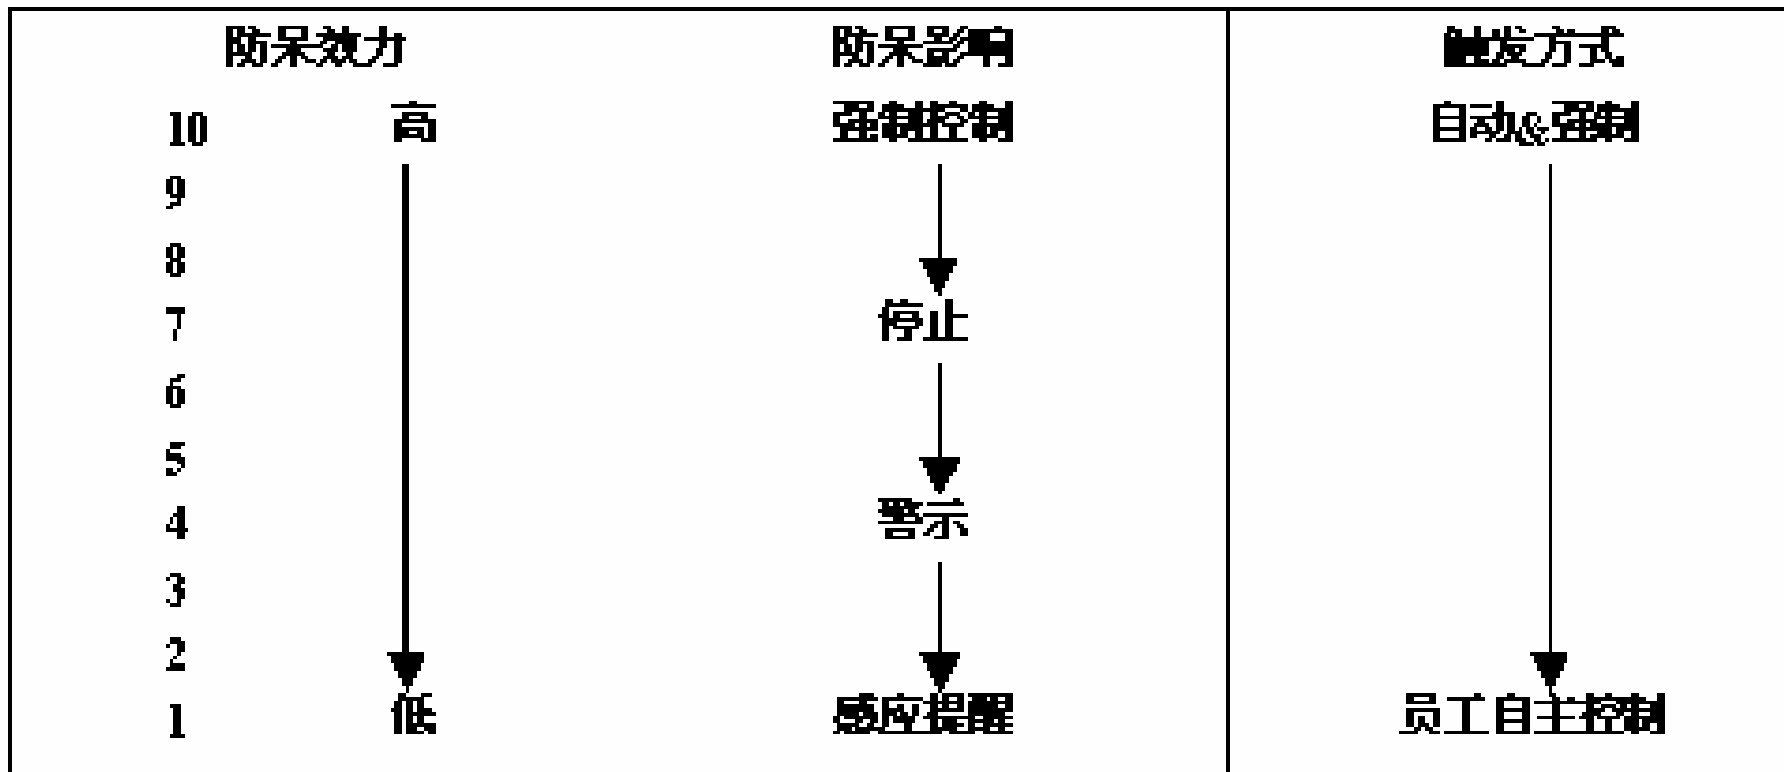 防呆效力 防呆影响 触发方式
10 高 强制控制 自动&强制
9
8
7 停止
6
5
4 警示
3
2
1 低 感应提醒 员工自主控制